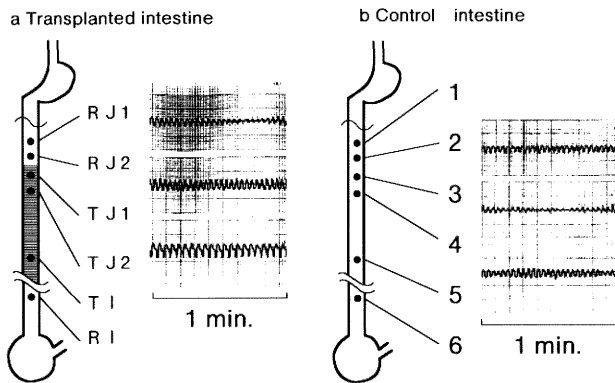 a Transplanted intestine
R J 1
R J 2
T J 1
T J 2
T I
R I
1 min.
b Control intestine
1
2
3
4
5
6
1 min.